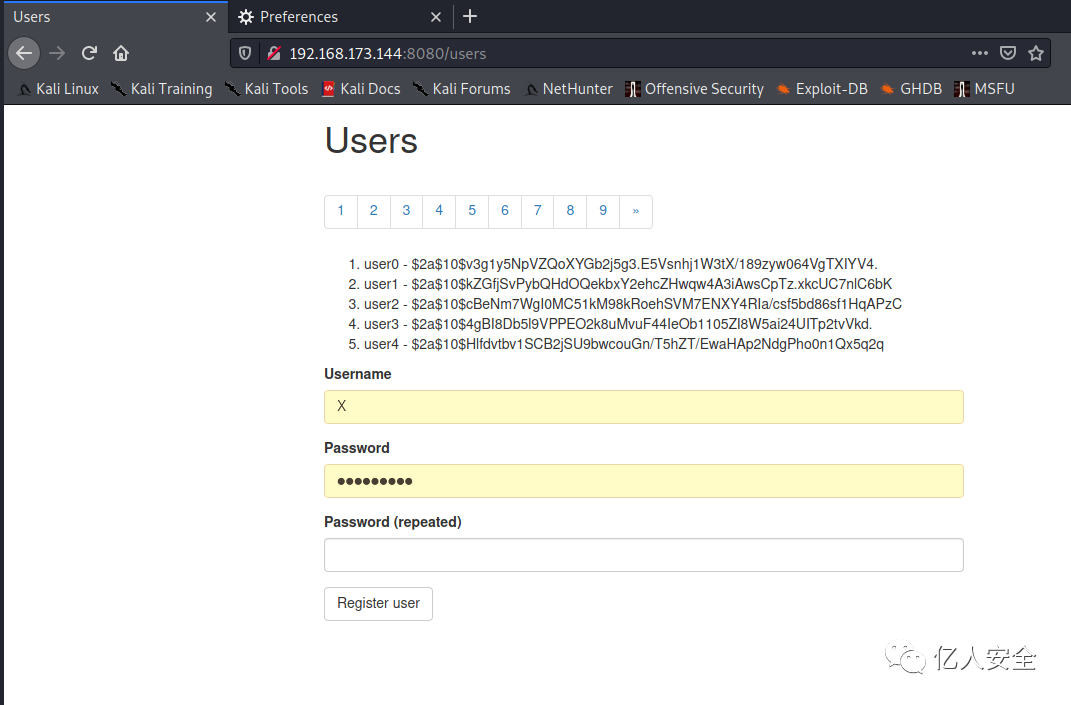 Users
Preferences
192.168.173.144:8080/users
Kali Linux Kali Training Kali Tools Kali Docs Kali Forums NetHunter Offensive Security Exploit-DB GHDB MSFU
Users
1 2 3 4 5 6 7 8 9 »
1. user0 - $2a$10$v3g1y5NpVZQoXYGb2j5g3.E5Vsnhj1W3tX/189zyw064VgTXIYV4.
2. user1 - $2a$10$kZGfjSvPybQHdOQekbxY2ehcZHwqw4A3iAwsCpTz.xkcUC7nlC6bK
3. user2 - $2a$10$cBeNm7WgI0MC51kM98kRoehSVM7ENXY4RIa/csf5bd86sf1HqAPzC
4. user3 - $2a$10$4gBI8Db5l9VPPEO2k8uMvuF44IeOb1105ZI8W5ai24UITp2tvVkd.
5. user4 - $2a$10$Hlfdvtbv1SCB2jSU9bwcouGn/T5hZT/EwaHAp2NdgPho0n1Qx5q2q
Username
X
Password
●●●●●●●●●
Password (repeated)
Register user
亿人安全